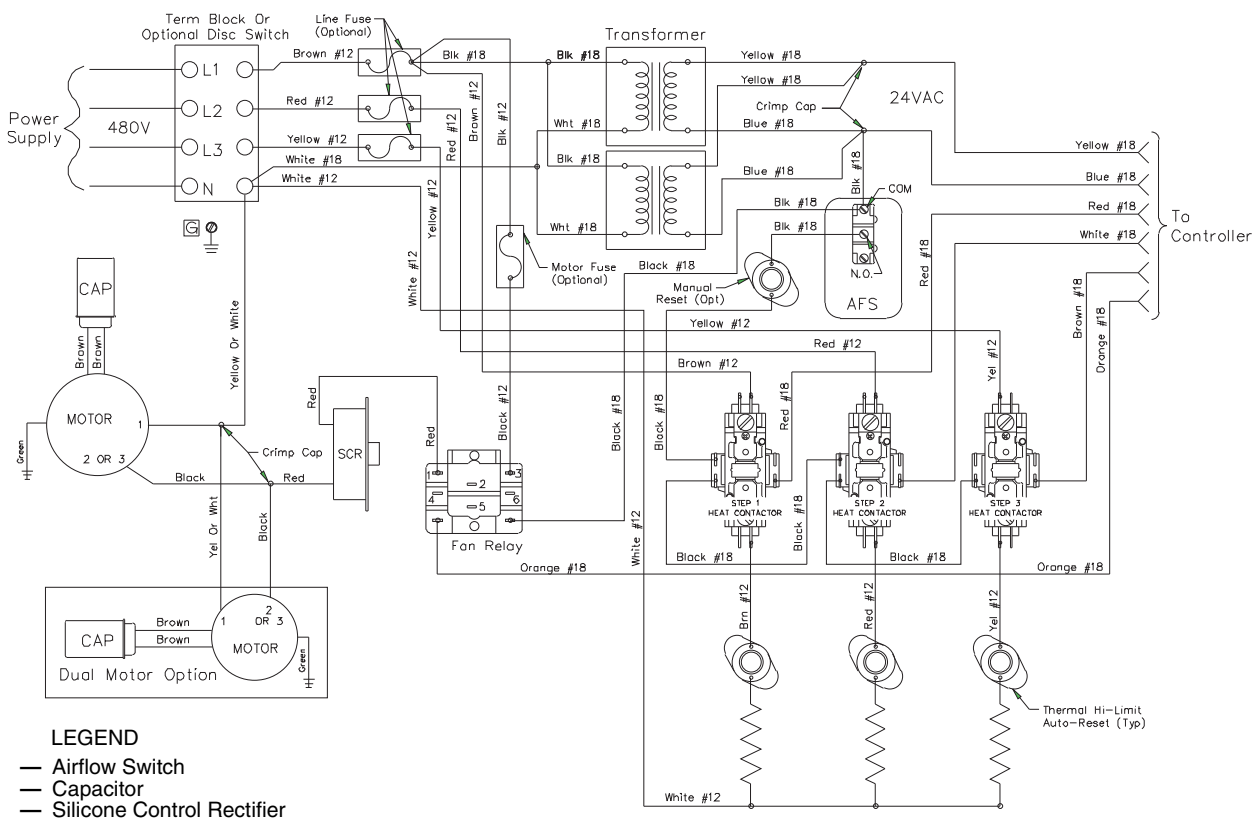 Term Block Or
Optional Disc Switch
Line Fuse
(Optional)
Transformer
Brown #12
Blk #18
Blk #18
Yellow #18
L1
Yellow #18
Power
Supply
480V
Red #12
L2
Brown #12
Blk #12
Crimp Cap
24VAC
Red #12
Wht #18
Blue #18
Yellow #12
L3
White #18
Blk #18
Yellow #18
White #12
N
Yellow #12
Blue #18
Blk #18
Blue #18
COM
Blk #18
Red #18
G
Wht #18
Blk #18
White #18
To
Controller
White #12
Motor Fuse
(Optional)
Black #18
Manual
Reset (Opt)
N.O.
AFS
Red #18
CAP
Brown
Brown
Yellow Or White
Yellow #12
Brown #18
Orange #18
Red #12
Brown #12
Yel #12
MOTOR
1
2 OR 3
Green
Red
Red
Black #12
Black #18
Black #18
Red #18
Crimp Cap
SCR
Black
Red
1
2
3
4
5
6
Fan Relay
STEP 1
HEAT CONTACTOR
STEP 2
HEAT CONTACTOR
STEP 3
HEAT CONTACTOR
Yel Or Wht
Black
White #12
Black #18
Black #18
Black #18
Orange #18
Orange #18
Brn #12
Red #12
Yel #12
CAP
Brown
Brown
1
2
OR 3
MOTOR
Green
Dual Motor Option
Thermal Hi-Limit
Auto-Reset (Typ)
White #12
LEGEND
— Airflow Switch
— Capacitor
— Silicone Control Rectifier